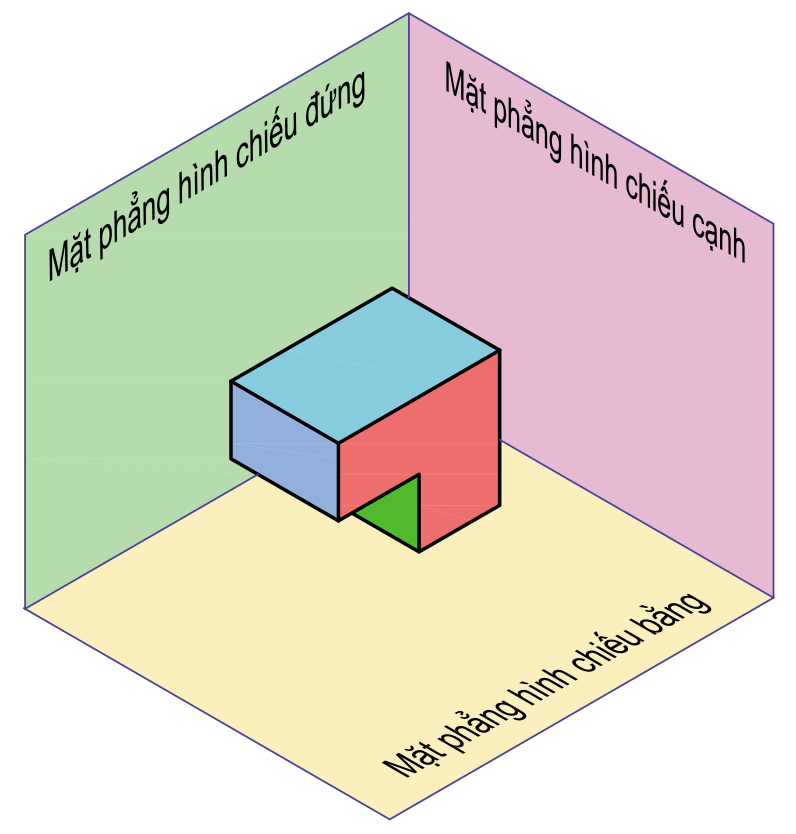 Mặt phẳng hình chiếu đứng
Mặt phẳng hình chiếu cạnh
Mặt phẳng hình chiếu bằng